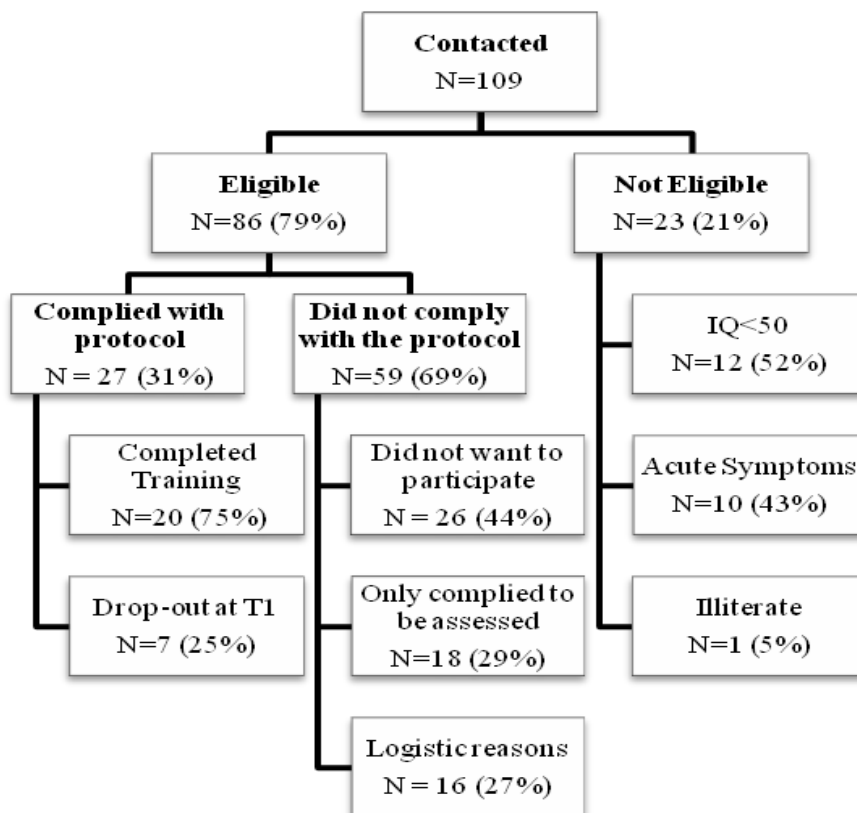 Contacted
N=109
Eligible
N=86 (79%)
Not Eligible
N=23 (21%)
Complied with
protocol
N = 27 (31%)
Did not comply
with the protocol
N=59 (69%)
IQ<50
N=12 (52%)
Completed
Training
N=20 (75%)
Did not want to
participate
N = 26 (44%)
Acute Symptoms
N=10 (43%)
Drop-out at T1
N=7 (25%)
Only complied to
be assessed
N=18 (29%)
Illiterate
N=1 (5%)
Logistic reasons
N = 16 (27%)